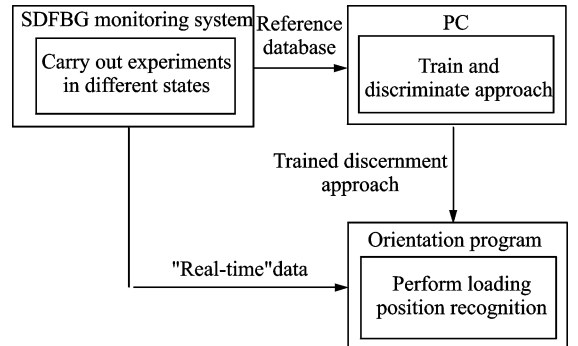 SDFBG monitoring system
Carry out experiments
in different states
Reference
database
PC
Train and
discriminate approach
Trained discernment
approach
"Real-time"data
Orientation program
Perform loading
position recognition